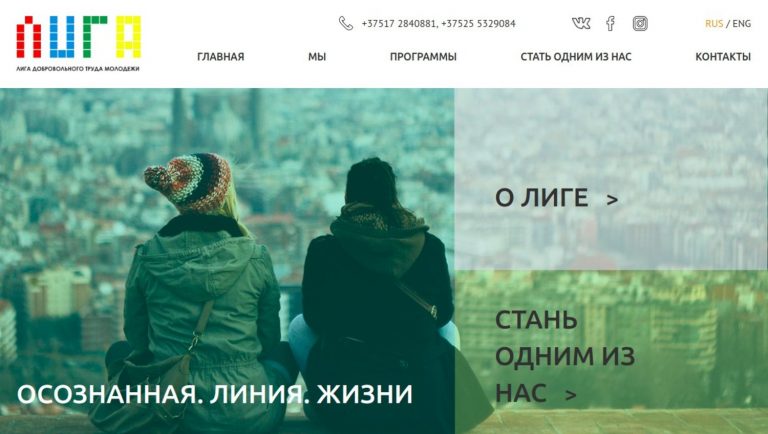 ЛИГА
ЛИГА ДОБРОВОЛЬНОГО ТРУДА МОЛОДЕЖИ
+37517 2840881, +37525 5329084
RUS / ENG
ГЛАВНАЯ
МЫ
ПРОГРАММЫ
СТАТЬ ОДНИМ ИЗ НАС
КОНТАКТЫ
О ЛИГЕ >
СТАНЬ
ОДНИМ ИЗ
НАС >
ОСОЗНАННАЯ. ЛИНИЯ. ЖИЗНИ